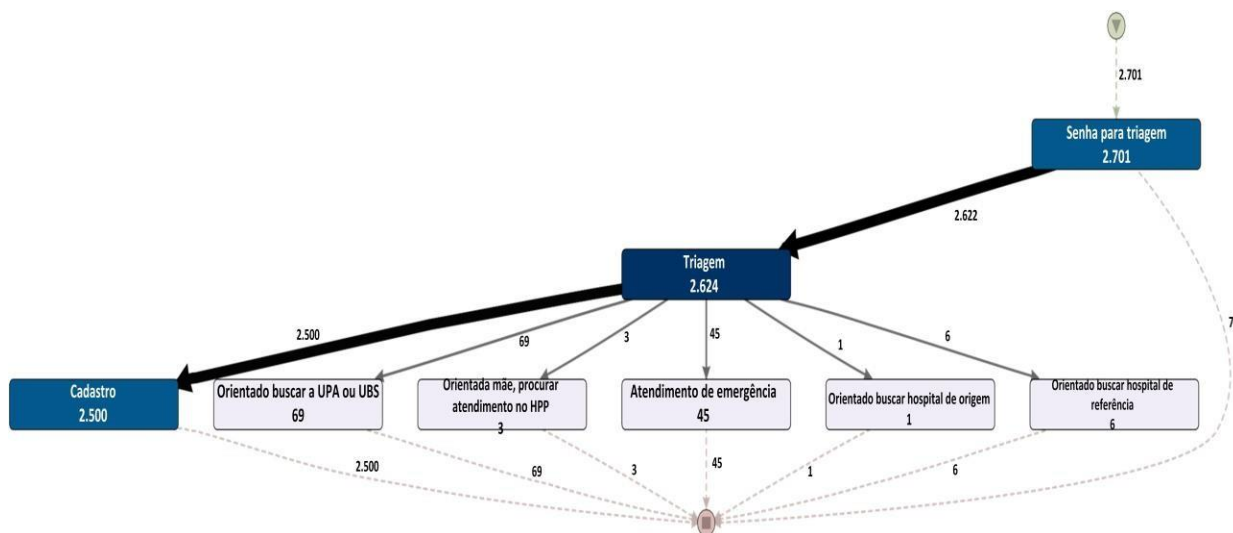 2.701
Senha para triagem
2.701
2.622
Triagem
2.624
2.500
69
3
45
1
6
7
Cadastro
2.500
Orientado buscar a UPA ou UBS
69
Orientada mãe, procurar
atendimento no HPP
3
Atendimento de emergência
45
Orientado buscar hospital de origem
1
Orientado buscar hospital de
referência
6
2.500
69
3
45
1
6